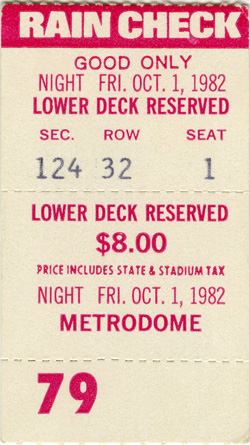 RAIN CHECK
GOOD ONLY
NIGHT FRI. OCT. 1, 1982
LOWER DECK RESERVED
SEC. ROW SEAT
124 32 1
LOWER DECK RESERVED
$8.00
PRICE INCLUDES STATE & STADIUM TAX
NIGHT FRI. OCT. 1, 1982
METRODOME
79